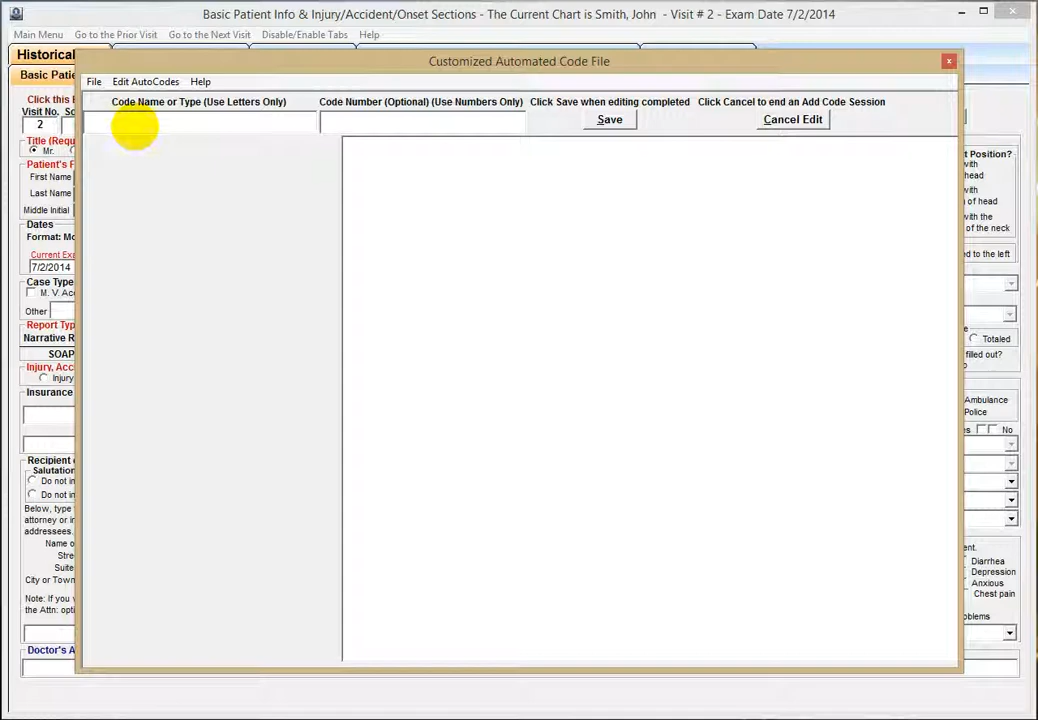 Basic Patient Info & Injury/Accident/Onset Sections - The Current Chart is Smith, John - Visit # 2 - Exam Date 7/2/2014
Main Menu Go to the Prior Visit Go to the Next Visit Disable/Enable Tabs Help
Historical
Customized Automated Code File
Basic Patie
File Edit AutoCodes Help
Click this
Code Name or Type (Use Letters Only) Code Number (Optional) (Use Numbers Only) Click Save when editing completed Click Cancel to end an Add Code Session
Visit No.
2
Save Cancel Edit
Title (Requ
Mr.
t Position?
Patient's F
with
First Name
head
Last Name
with
Middle Initial
of head
Dates
with the
Format: Mo
of the neck
Current Exa
ed to the left
7/2/2014
Case Type
M. V. Acc
Other
Report Typ
Narrative R
Totaled
SOAP
filled out?
Injury, Acc
Injury
Insurance
Ambulance
Police
es No
Recipient
Salutation
Do not in
Do not in
Below, type
attorney or in
addressees.
Name o
ent.
Stre
Diarrhea
Suite
Depression
City or Town
Anxious
Chest pain
Note: If you
the Attn: opti
oblems
Doctor's A